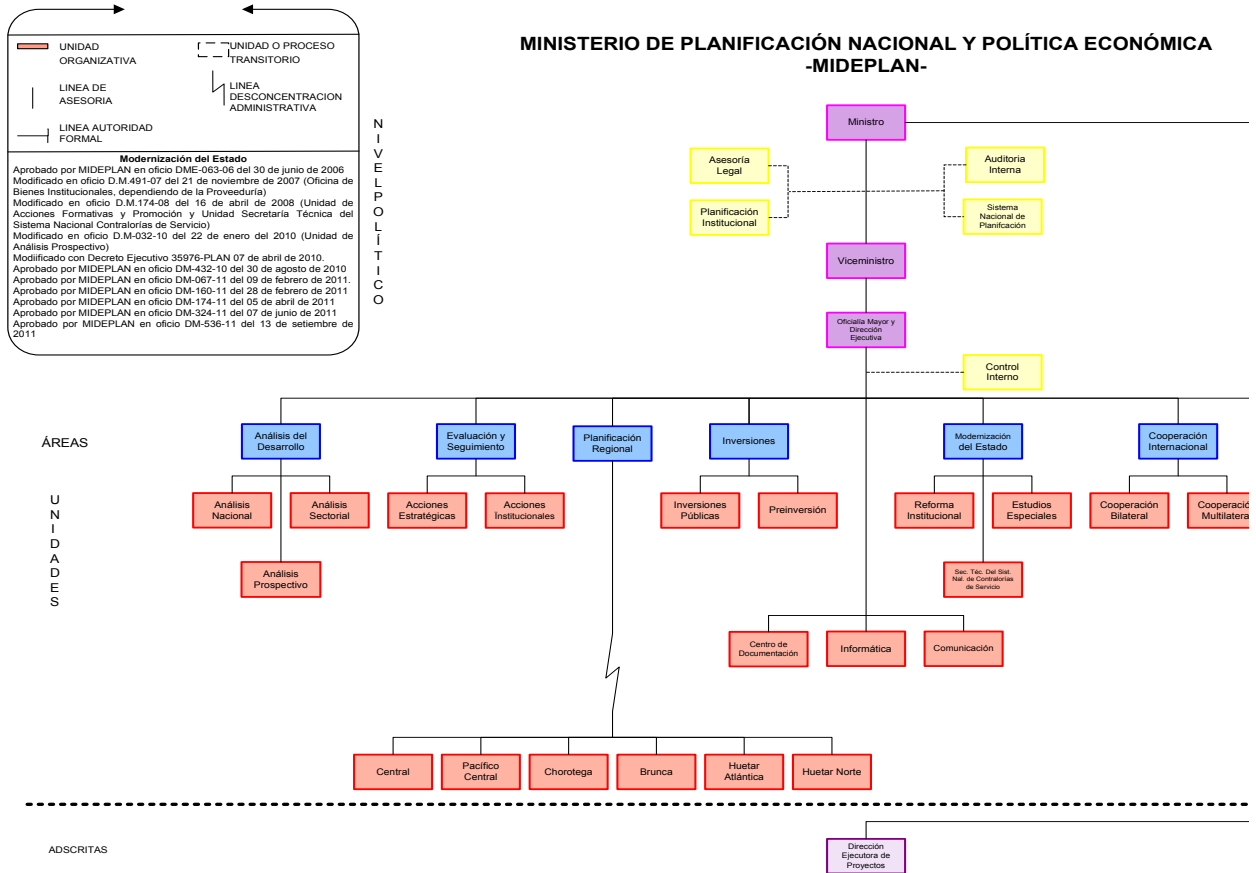 UNIDAD
ORGANIZATIVA
UNIDAD O PROCESO
TRANSITORIO
LINEA DE
ASESORIA
LINEA
DESCONCENTRACION
ADMINISTRATIVA
LINEA AUTORIDAD
FORMAL
Modernización del Estado
Aprobado por MIDEPLAN en oficio DME-063-06 del 30 de junio de 2006
Modificado en oficio D.M.491-07 del 21 de noviembre de 2007 (Oficina de
Bienes Institucionales, dependiendo de la Proveeduría)
Modificado en oficio D.M.174-08 del 16 de abril de 2008 (Unidad de
Acciones Formativas y Promoción y Unidad Secretaría Técnica del
Sistema Nacional Contralorías de Servicio)
Modificado en oficio D.M-032-10 del 22 de enero del 2010 (Unidad de
Análisis Prospectivo)
Modiificado con Decreto Ejecutivo 35976-PLAN 07 de abril de 2010.
Aprobado por MIDEPLAN en oficio DM-432-10 del 30 de agosto de 2010
Aprobado por MIDEPLAN en oficio DM-067-11 del 09 de febrero de 2011.
Aprobado por MIDEPLAN en oficio DM-160-11 del 28 de febrero de 2011
Aprobado por MIDEPLAN en oficio DM-174-11 del 05 de abril de 2011
Aprobado por MIDEPLAN en oficio DM-324-11 del 07 de junio de 2011
Aprobado por MIDEPLAN en oficio DM-536-11 del 13 de setiembre de
2011
NIVEL POLÍTICO
MINISTERIO DE PLANIFICACIÓN NACIONAL Y POLÍTICA ECONÓMICA
-MIDEPLAN-
Ministro
Asesoría
Legal
Auditoria
Interna
Planificación
Institucional
Sistema
Nacional de
Planifcación
Viceministro
Oficialía Mayor y
Dirección
Ejecutiva
Control
Interno
ÁREAS
Análisis del
Desarrollo
Evaluación y
Seguimiento
Planificación
Regional
Inversiones
Modernización
del Estado
Cooperación
Internacional
UNIDADES
Análisis
Nacional
Análisis
Sectorial
Acciones
Estratégicas
Acciones
Institucionales
Inversiones
Públicas
Preinversión
Reforma
Institucional
Estudios
Especiales
Cooperación
Bilateral
Cooperació
Multilatera
Análisis
Prospectivo
Sec. Téc. Del Sist.
Nal. de Contralorías
de Servicio
Centro de
Documentación
Informática
Comunicación
Central
Pacífico
Central
Chorotega
Brunca
Huetar
Atlántica
Huetar Norte
ADSCRITAS
Dirección
Ejecutora de
Proyectos